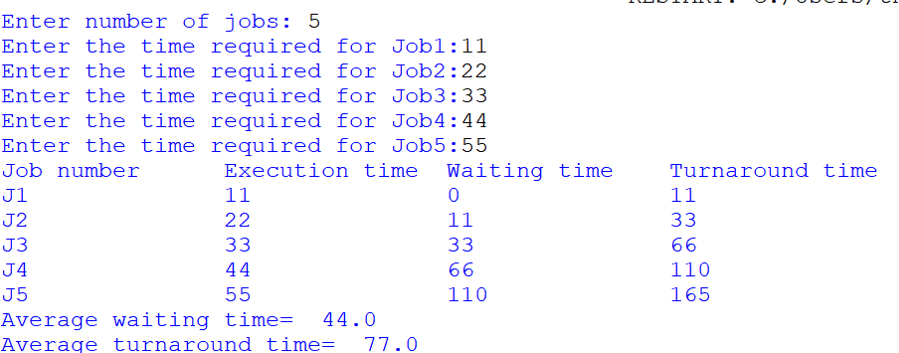 Enter number of jobs: 5
Enter the time required for Job1:11
Enter the time required for Job2:22
Enter the time required for Job3:33
Enter the time required for Job4:44
Enter the time required for Job5:55
Job number Execution time Waiting time Turnaround time
J1 11 0 11
J2 22 11 33
J3 33 33 66
J4 44 66 110
J5 55 110 165
Average waiting time= 44.0
Average turnaround time= 77.0